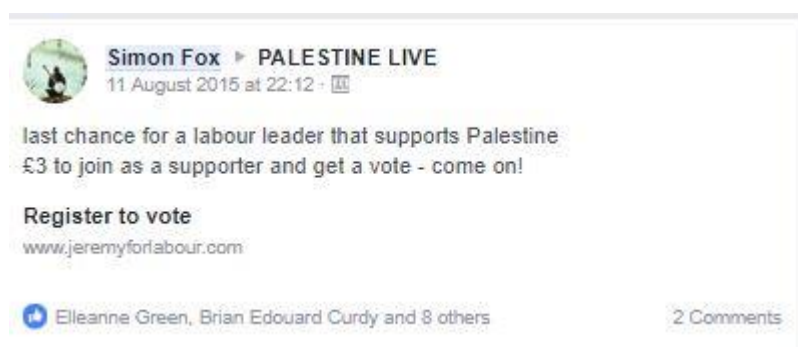 Simon Fox ▸ PALESTINE LIVE
11 August 2015 at 22:12 ·
last chance for a labour leader that supports Palestine
£3 to join as a supporter and get a vote - come on!
Register to vote
www.jeremyforlabour.com
Elleanne Green, Brian Edouard Curdy and 8 others 2 Comments